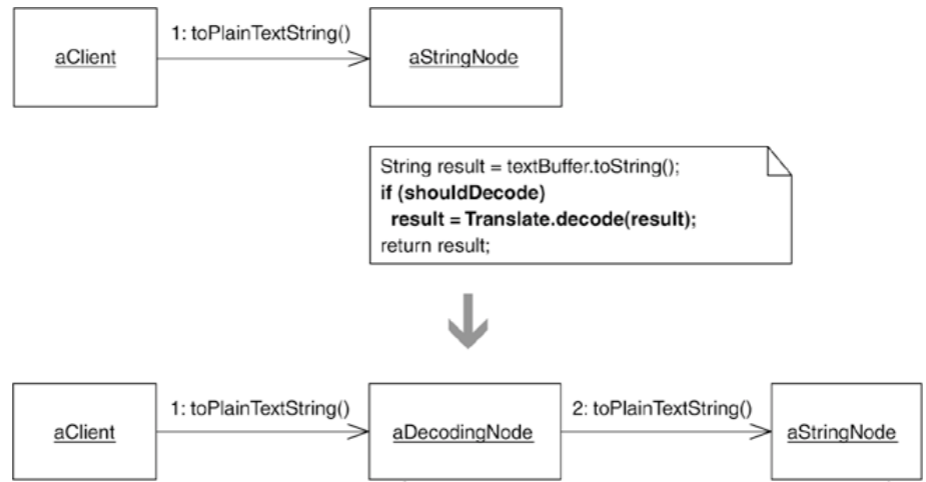 1: toPlainTextString()
aClient
aStringNode
String result = textBuffer.toString();
if (shouldDecode)
result = Translate.decode(result);
return result;
1: toPlainTextString()
2: toPlainTextString()
aClient
aDecodingNode
aStringNode